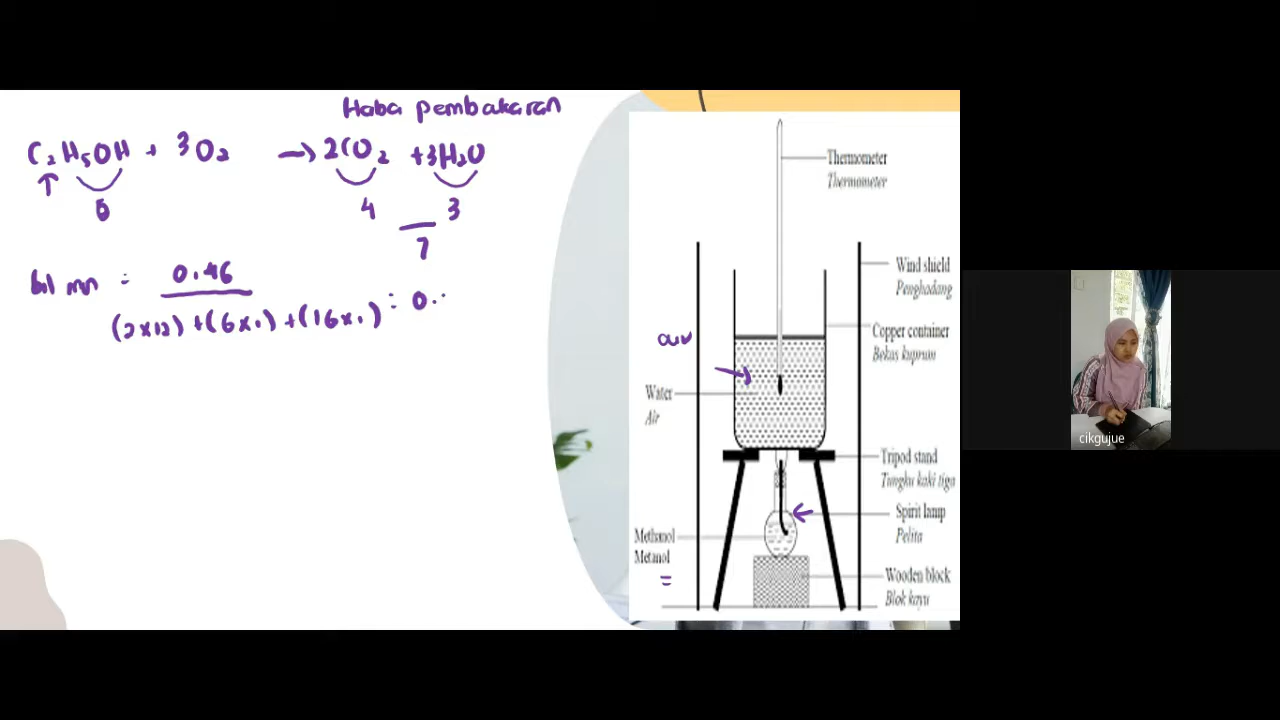 Haba pembakaran
C₂H₅OH + 3O₂ → 2CO₂ + 3H₂O
6 4 3
7
bil mol = 0.46
(2x12) + (6x1) + (16x1) = 0.
Thermometer
Thermometer
Wind shield
Penghadang
Copper container
Bekas kuprum
air
Water
Air
Tripod stand
Tungku kaki tiga
Spirit lamp
Pelita
Methanol
Metanol
=
Wooden block
Blok kayu
cikgujue